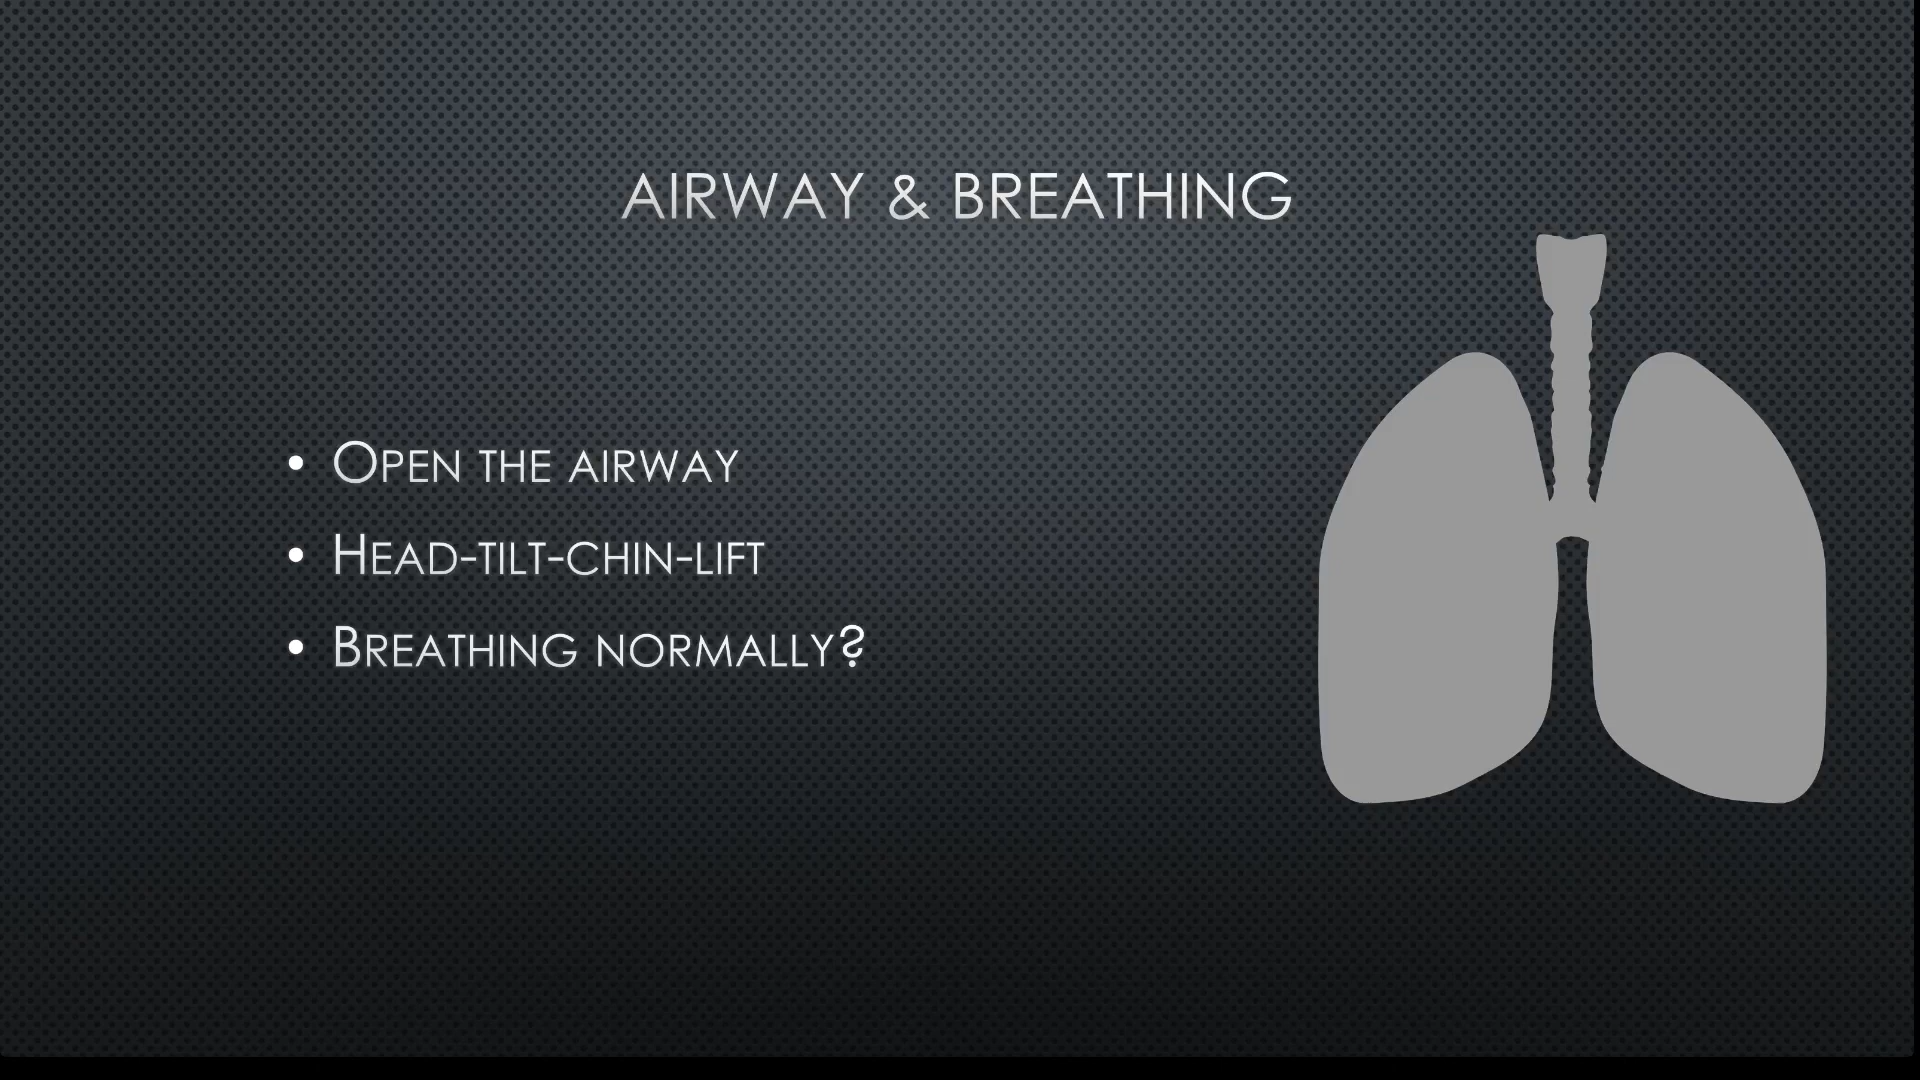 AIRWAY & BREATHING
• OPEN THE AIRWAY
• HEAD-TILT-CHIN-LIFT
• BREATHING NORMALLY?